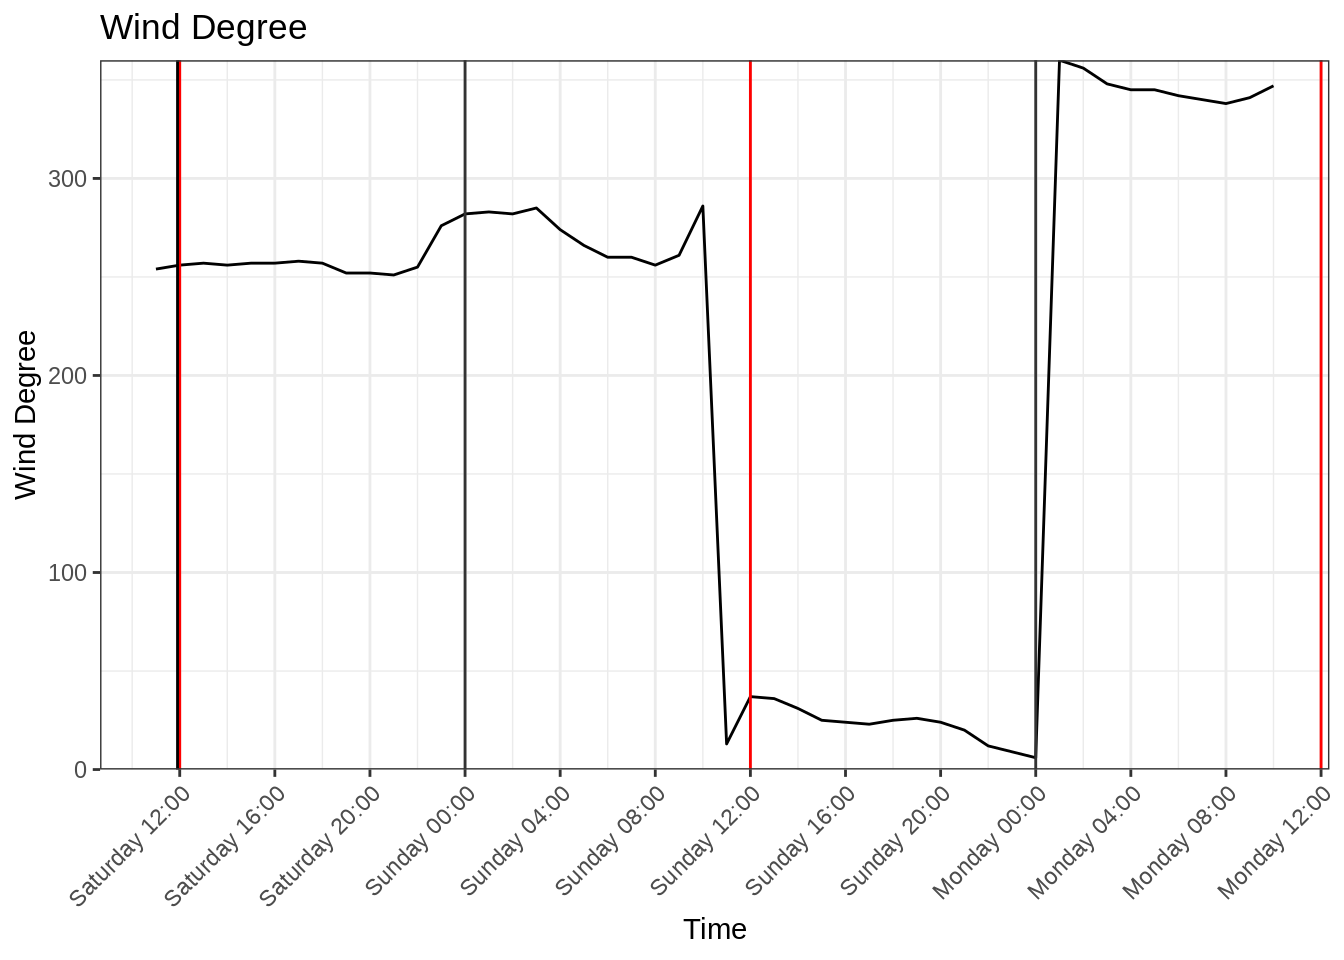 Wind Degree
Wind Degree
300
200
100
0
Saturday 12:00
Saturday 16:00
Saturday 20:00
Sunday 00:00
Sunday 04:00
Sunday 08:00
Sunday 12:00
Sunday 16:00
Sunday 20:00
Monday 00:00
Monday 04:00
Monday 08:00
Monday 12:00
Time